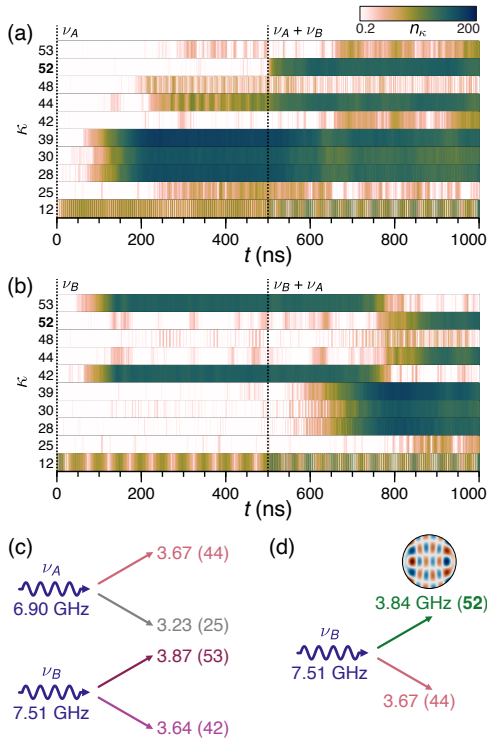 0.2 nκ 200
(a) νA νA + νB
53
52
48
44
42
κ
39
30
28
25
12
0 200 400 600 800 1000
t (ns)
(b) νB νB + νA
53
52
48
44
42
κ
39
30
28
25
12
0 200 400 600 800 1000
t (ns)
(c)
νA
6.90 GHz
3.67 (44)
3.23 (25)
νB
7.51 GHz
3.87 (53)
3.64 (42)
(d)
3.84 GHz (52)
νB
7.51 GHz
3.67 (44)